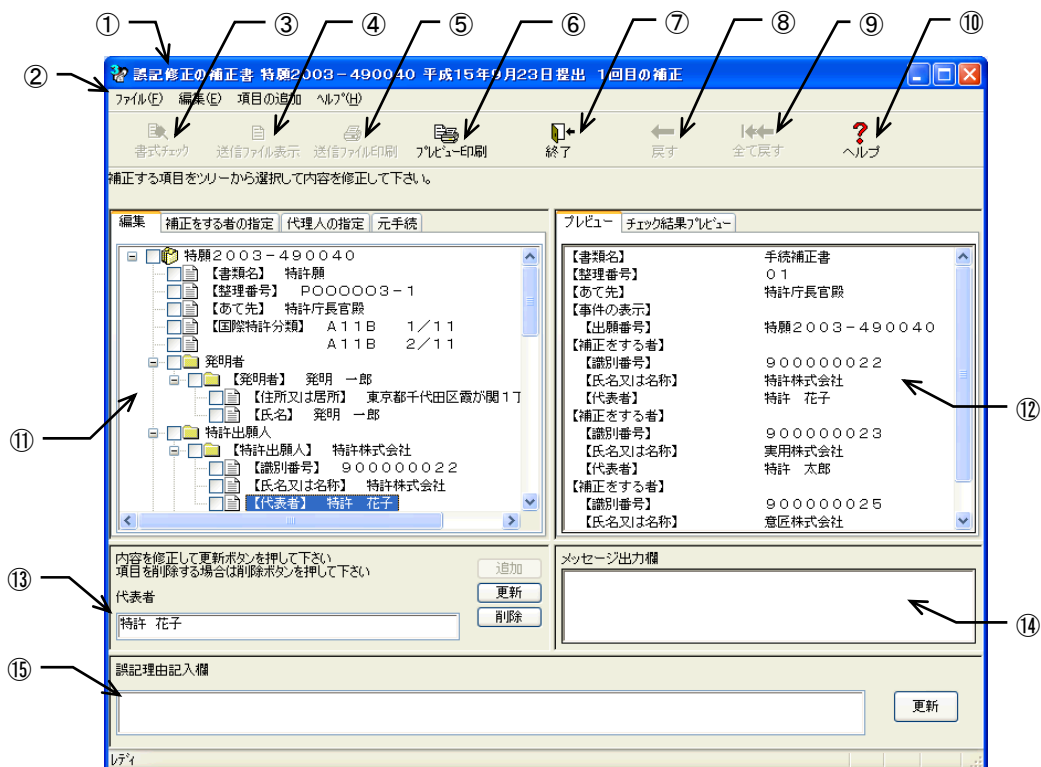 ① ③ ④ ⑤ ⑥ ⑦ ⑧ ⑨ ⑩
誤記修正の補正書 特願2003-490040 平成15年9月23日提出 1回目の補正
②
ファイル(F) 編集(E) 項目の追加 ヘルプ(H)
書式チェック 送信ファイル表示 送信ファイル印刷 プレビュー印刷 終了 戻す 全て戻す ヘルプ
補正する項目をツリーから選択して内容を修正して下さい。
編集 補正をする者の指定 代理人の指定 元手続
特願2003-490040
【書類名】 特許願
【整理番号】 P000003-1
【あて先】 特許庁長官殿
【国際特許分類】 A11B 1/11
A11B 2/11
発明者
【発明者】 発明 一郎
【住所又は居所】 東京都千代田区霞が関1丁
【氏名】 発明 一郎
特許出願人
【特許出願人】 特許株式会社
【識別番号】 900000022
【氏名又は名称】 特許株式会社
【代表者】 特許 花子
⑪
プレビュー チェック結果プレビュー
【書類名】 手続補正書
【整理番号】 01
【あて先】 特許庁長官殿
【事件の表示】
【出願番号】 特願2003-490040
【補正をする者】
【識別番号】 900000022
【氏名又は名称】 特許株式会社
【代表者】 特許 花子
【補正をする者】
【識別番号】 900000023
【氏名又は名称】 実用株式会社
【代表者】 特許 太郎
【補正をする者】
【識別番号】 900000025
【氏名又は名称】 意匠株式会社
⑫
内容を修正して更新ボタンを押して下さい
項目を削除する場合は削除ボタンを押して下さい
追加
代表者
更新
特許 花子
削除
⑬
メッセージ出力欄
⑭
⑮
誤記理由記入欄
更新
レディ